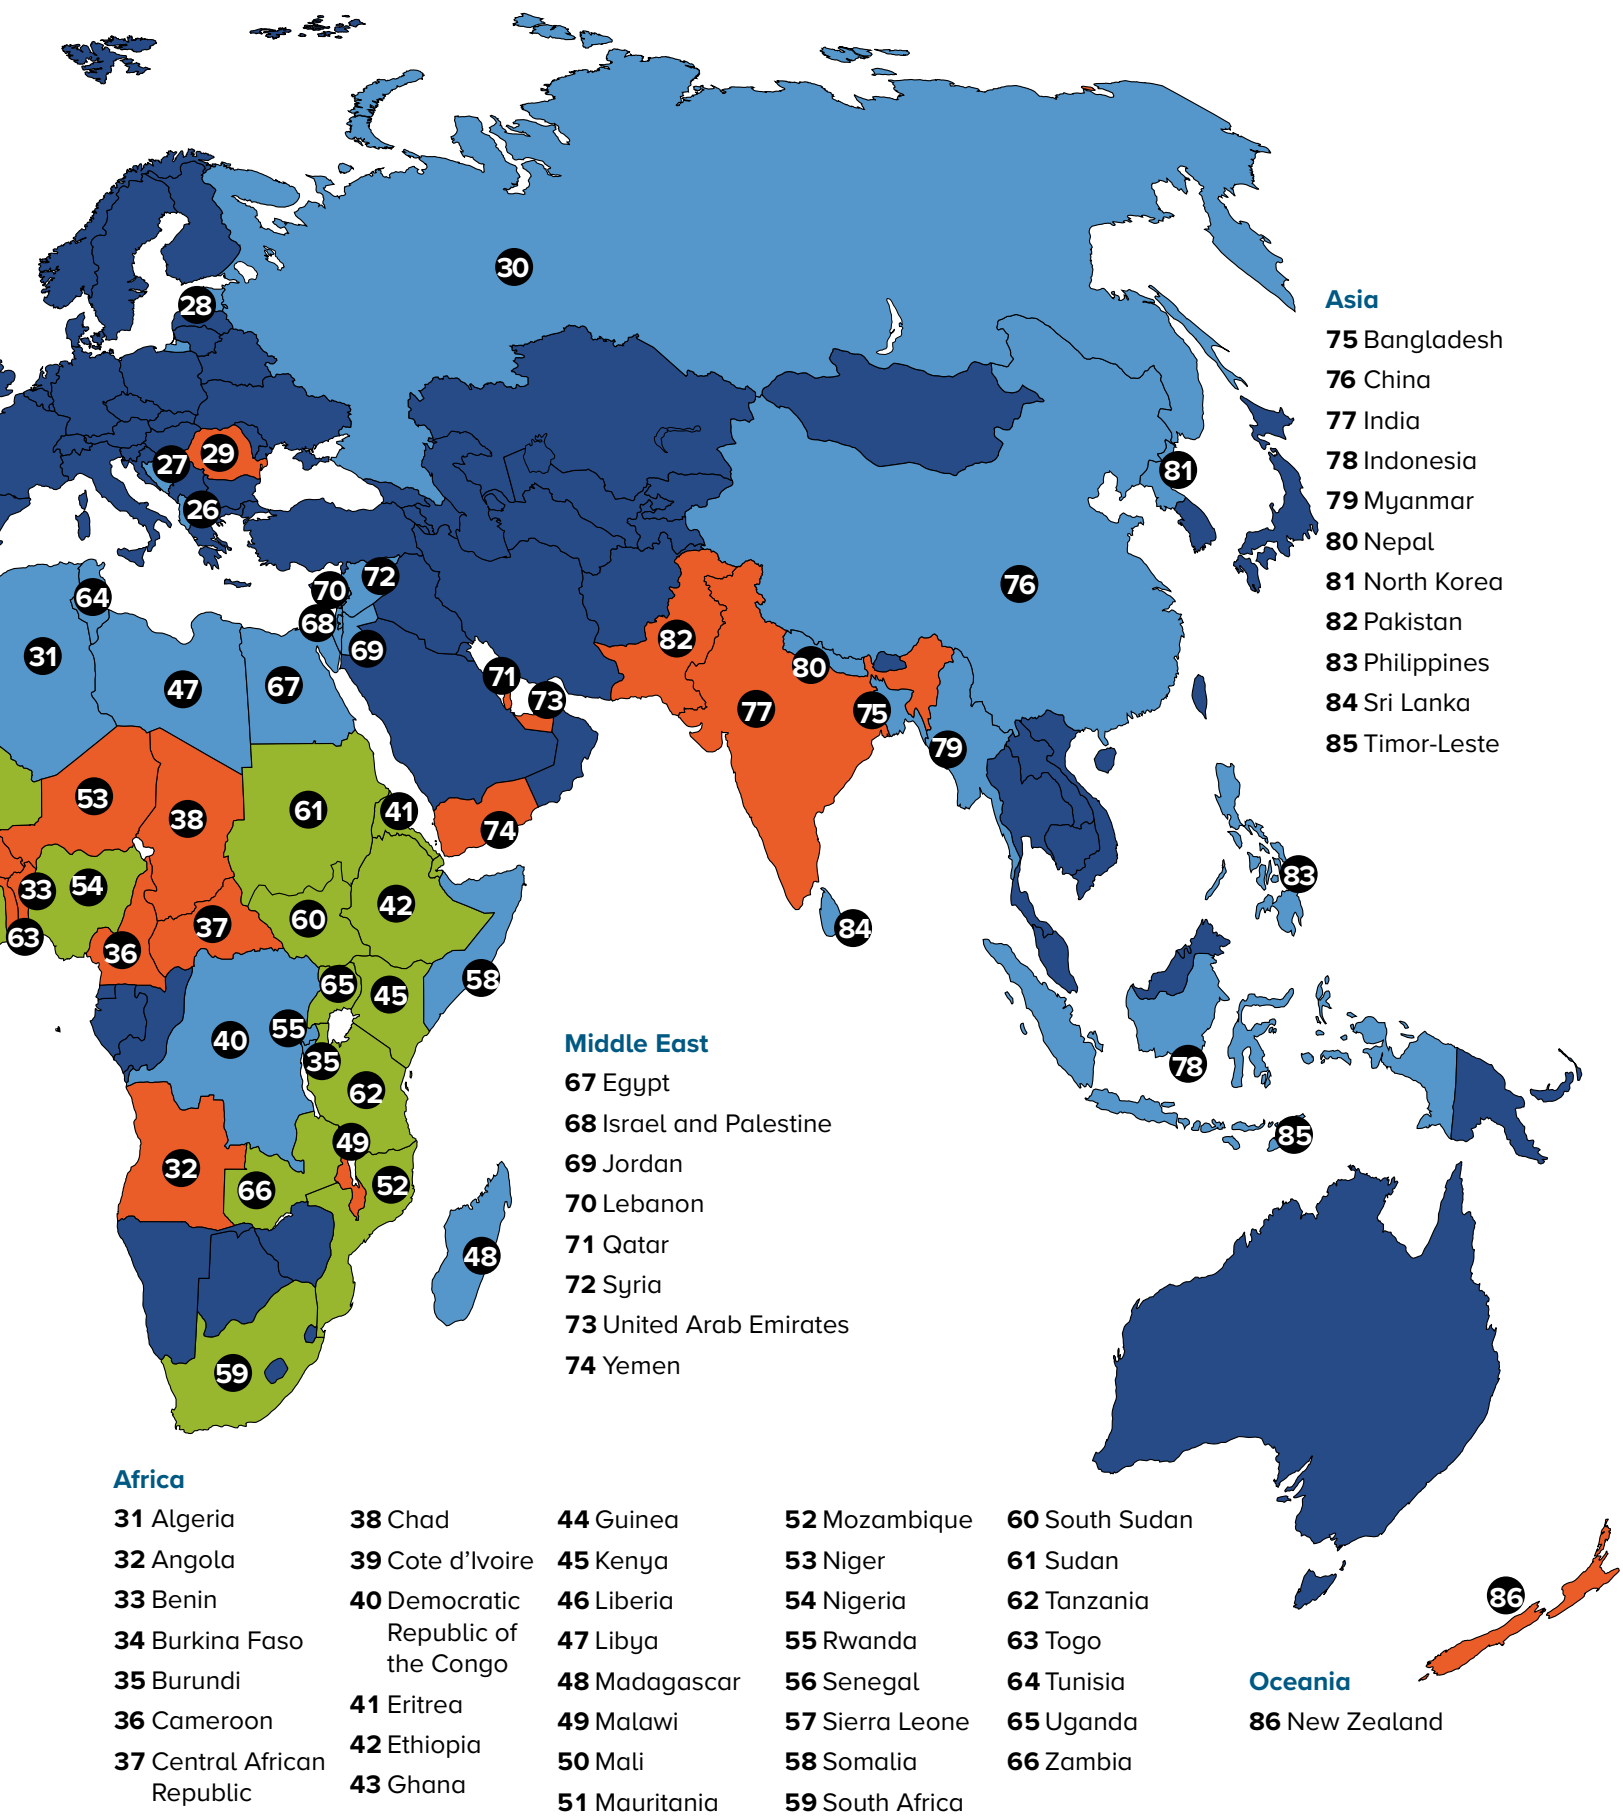 30
28
29
27
26
72
70
64
68
69
31
67
47
71
73
82
80
77
75
76
81
79
53
38
61
41
74
33
54
42
60
37
63
36
65
45
58
40
55
35
62
49
32
66
52
48
59
83
84
78
85
86
Asia
75 Bangladesh
76 China
77 India
78 Indonesia
79 Myanmar
80 Nepal
81 North Korea
82 Pakistan
83 Philippines
84 Sri Lanka
85 Timor-Leste
Middle East
67 Egypt
68 Israel and Palestine
69 Jordan
70 Lebanon
71 Qatar
72 Syria
73 United Arab Emirates
74 Yemen
Africa
31 Algeria
32 Angola
33 Benin
34 Burkina Faso
35 Burundi
36 Cameroon
37 Central African
Republic
38 Chad
39 Cote d’Ivoire
40 Democratic
Republic of
the Congo
41 Eritrea
42 Ethiopia
43 Ghana
44 Guinea
45 Kenya
46 Liberia
47 Libya
48 Madagascar
49 Malawi
50 Mali
51 Mauritania
52 Mozambique
53 Niger
54 Nigeria
55 Rwanda
56 Senegal
57 Sierra Leone
58 Somalia
59 South Africa
60 South Sudan
61 Sudan
62 Tanzania
63 Togo
64 Tunisia
65 Uganda
66 Zambia
Oceania
86 New Zealand